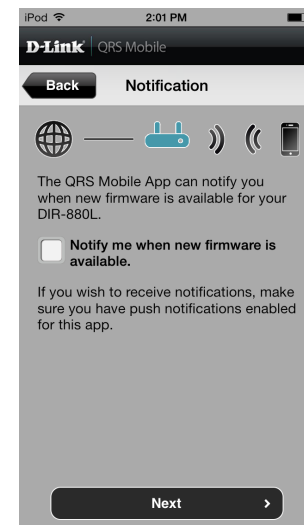 iPod 2:01 PM
D-Link QRS Mobile
Back Notification
The QRS Mobile App can notify you
when new firmware is available for your
DIR-880L.
Notify me when new firmware is
available.
If you wish to receive notifications, make
sure you have push notifications enabled
for this app.
Next